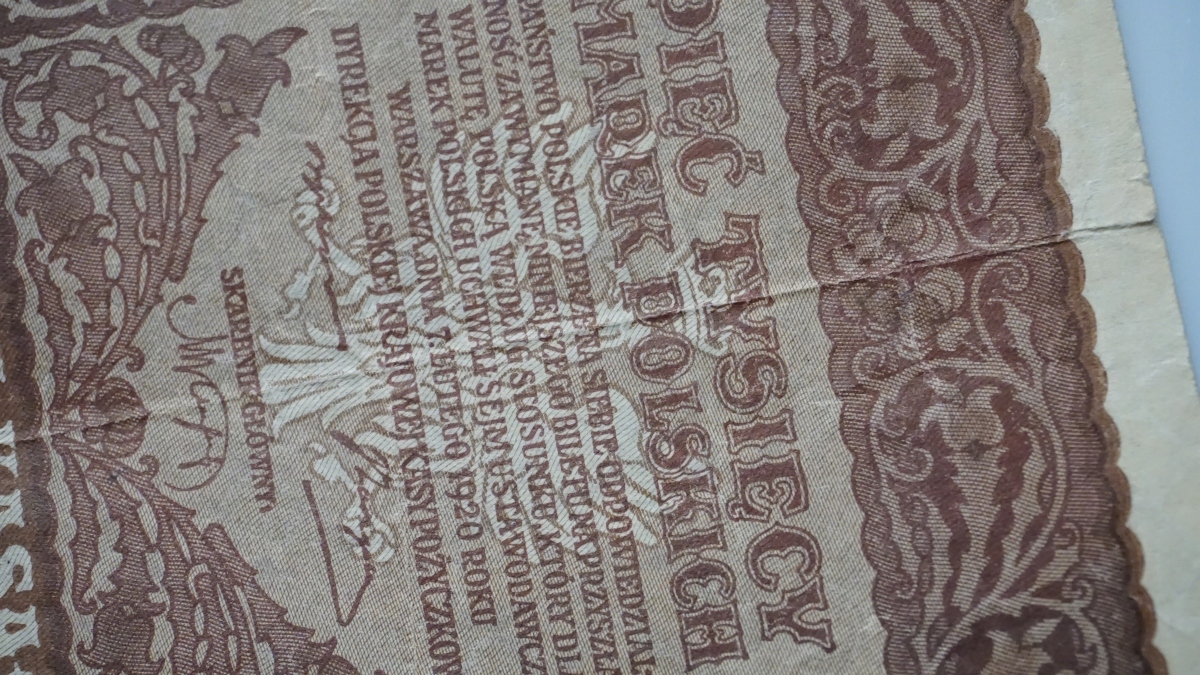 PIĘĆ TYSIĘCY
MAREK POLSKICH
PAŃSTWO POLSKIE BIERZE NA SIEBIE ODPOWIEDZIAL
NOŚĆ ZA WYMIANĘ NINIEJSZEGO BILETU NA PRZYSZŁĄ
WALUTĘ POLSKĄ WEDŁUG STOSUNKU, KTÓRY DL
MAREK POLSKICH UCHWALI SEJM USTAWODAWCZ
WARSZAWA DNIA 7 LUTEGO 1920 ROKU
DYREKCJA POLSKIEJ KRAJOWEJ KASY POŻYCZKOW
SKARBNIK GŁÓWNY